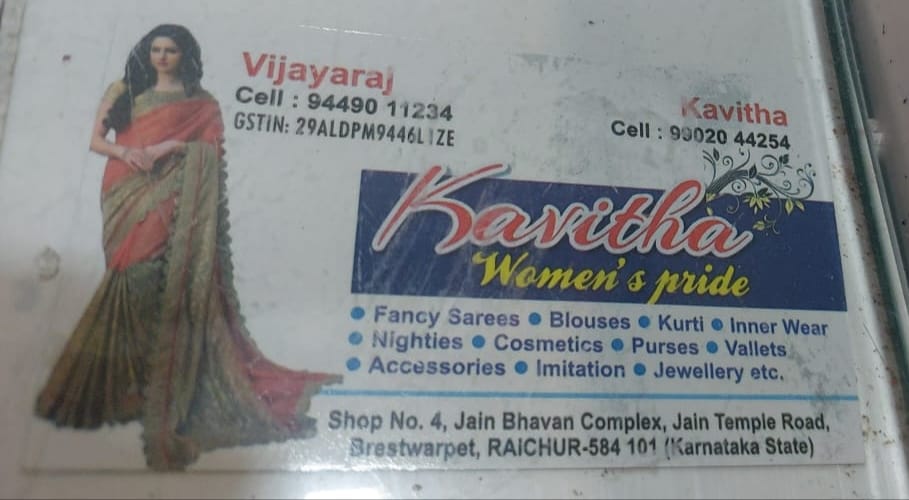 Vijayaraj
Cell : 94490 11234
GSTIN: 29ALDPM9446L1ZE
Kavitha
Cell : 99020 44254
Kavitha
Women's pride
• Fancy Sarees • Blouses • Kurti • Inner Wear
• Nighties • Cosmetics • Purses • Vallets
• Accessories • Imitation • Jewellery etc.
Shop No. 4, Jain Bhavan Complex, Jain Temple Road,
Brestwarpet, RAICHUR-584 101 (Karnataka State)